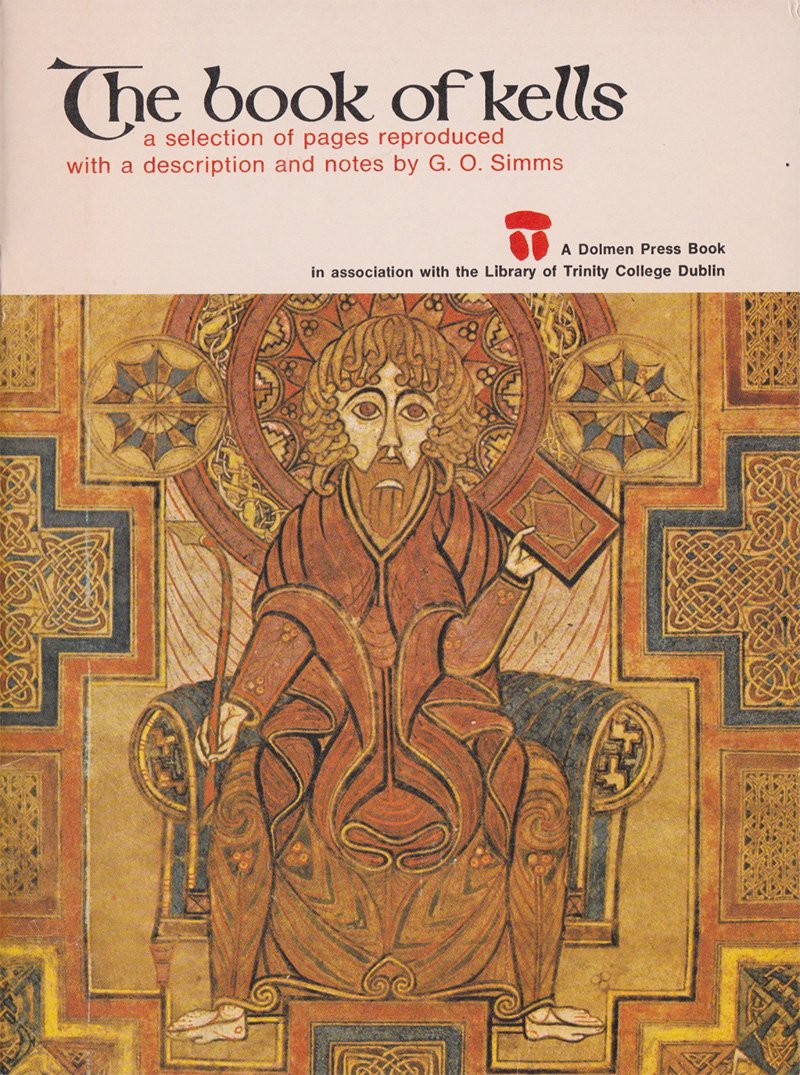 The book of kells
a selection of pages reproduced
with a description and notes by G. O. Simms
A Dolmen Press Book
in association with the Library of Trinity College Dublin